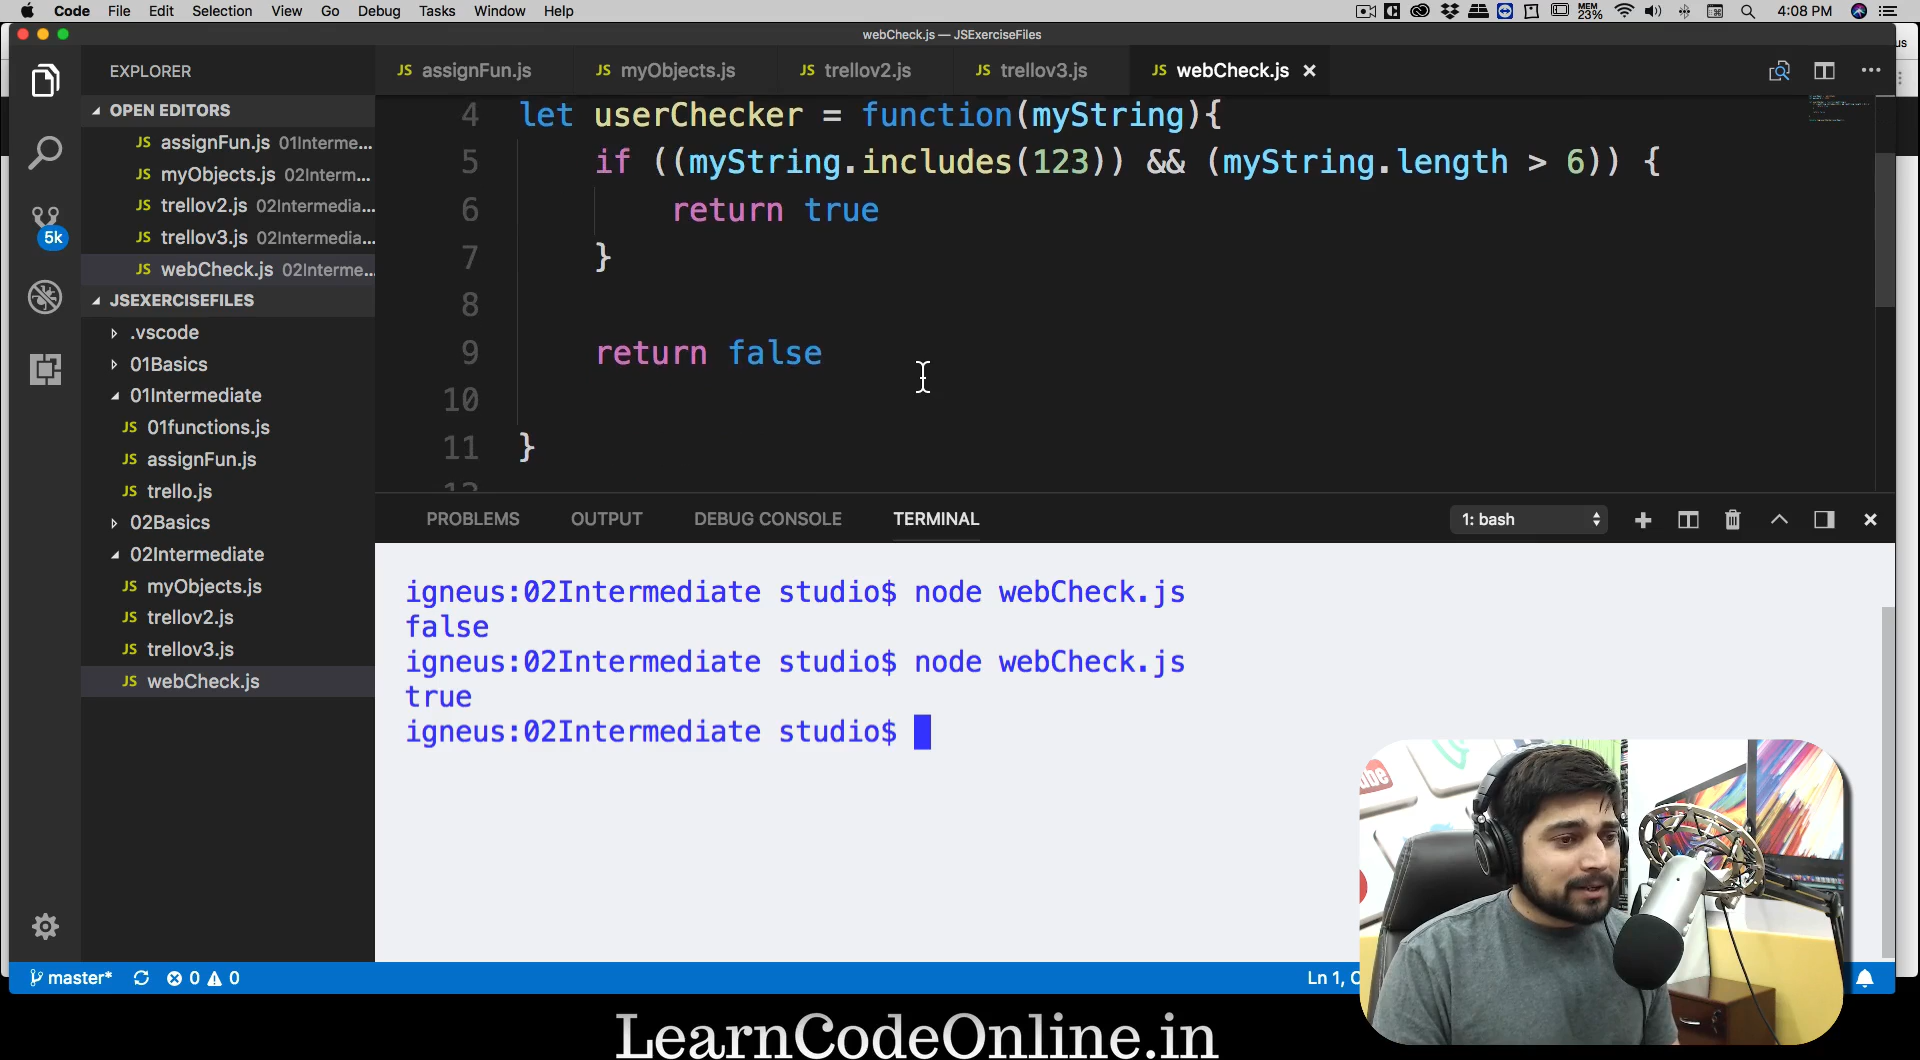 Code File Edit Selection View Go Debug Tasks Window Help
MEM 23% 4:08 PM
webCheck.js — JSExerciseFiles
us
EXPLORER
JS assignFun.js JS myObjects.js JS trellov2.js JS trellov3.js JS webCheck.js ×
OPEN EDITORS
JS assignFun.js 01Interme...
JS myObjects.js 02Interm...
JS trellov2.js 02Intermedia...
JS trellov3.js 02Intermedia...
JS webCheck.js 02Interme...
5k
JSEXERCISEFILES
.vscode
01Basics
01Intermediate
JS 01functions.js
JS assignFun.js
JS trello.js
02Basics
02Intermediate
JS myObjects.js
JS trellov2.js
JS trellov3.js
JS webCheck.js
4 let userChecker = function(myString){
5 if ((myString.includes(123)) && (myString.length > 6)) {
6 return true
7 }
8
9 return false
10
11 }
12
PROBLEMS OUTPUT DEBUG CONSOLE TERMINAL 1: bash
igneus:02Intermediate studio$ node webCheck.js
false
igneus:02Intermediate studio$ node webCheck.js
true
igneus:02Intermediate studio$
master* 0 0 Ln 1, C
LearnCodeOnline.in